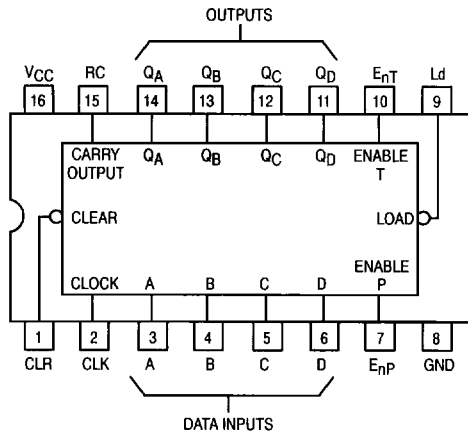 OUTPUTS
VCC RC QA QB QC QD EnT Ld
16 15 14 13 12 11 10 9
CARRY OUTPUT QA QB QC QD ENABLE T
CLEAR LOAD
CLOCK A B C D ENABLE P
1 2 3 4 5 6 7 8
CLR CLK A B C D EnP GND
DATA INPUTS